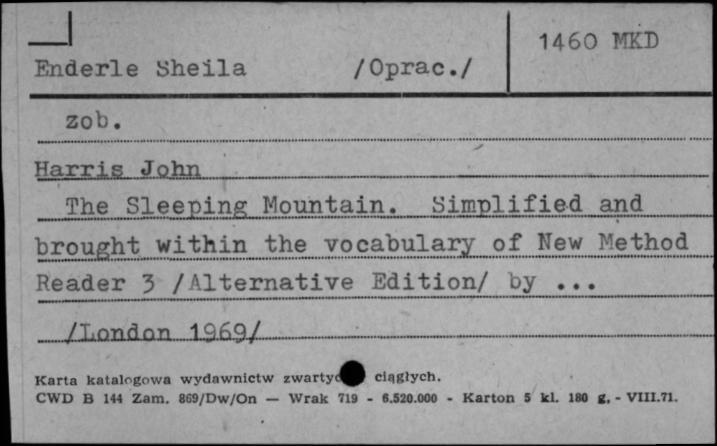 1460 MKD
Enderle Sheila /Oprac./
zob.
Harris John
The Sleeping Mountain. Simplified and
brought within the vocabulary of New Method
Reader 3 /Alternative Edition/ by ...
/London 1969/
Karta katalogowa wydawnictw ciągłych.
CWD B 144 Zam. 869/Dw/On — Wrak 719 - 6.520.000 - Karton 5 kl. 180 g. - VIII.71.